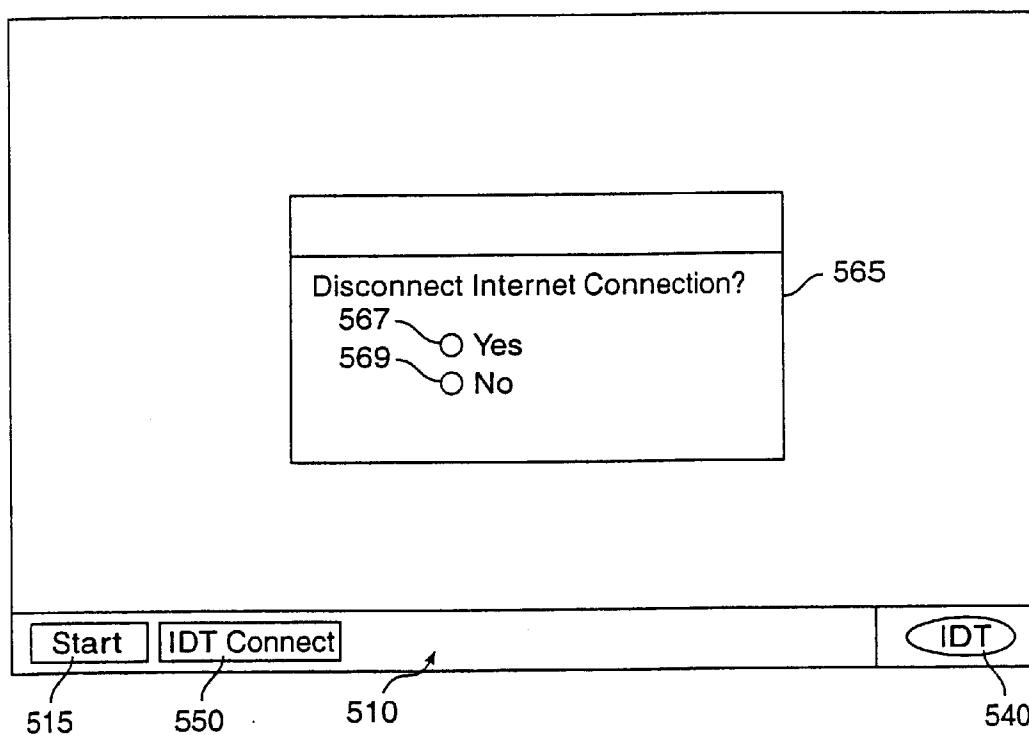 Disconnect Internet Connection?
565
567
Yes
569
No
Start
IDT Connect
IDT
515
550
510
540